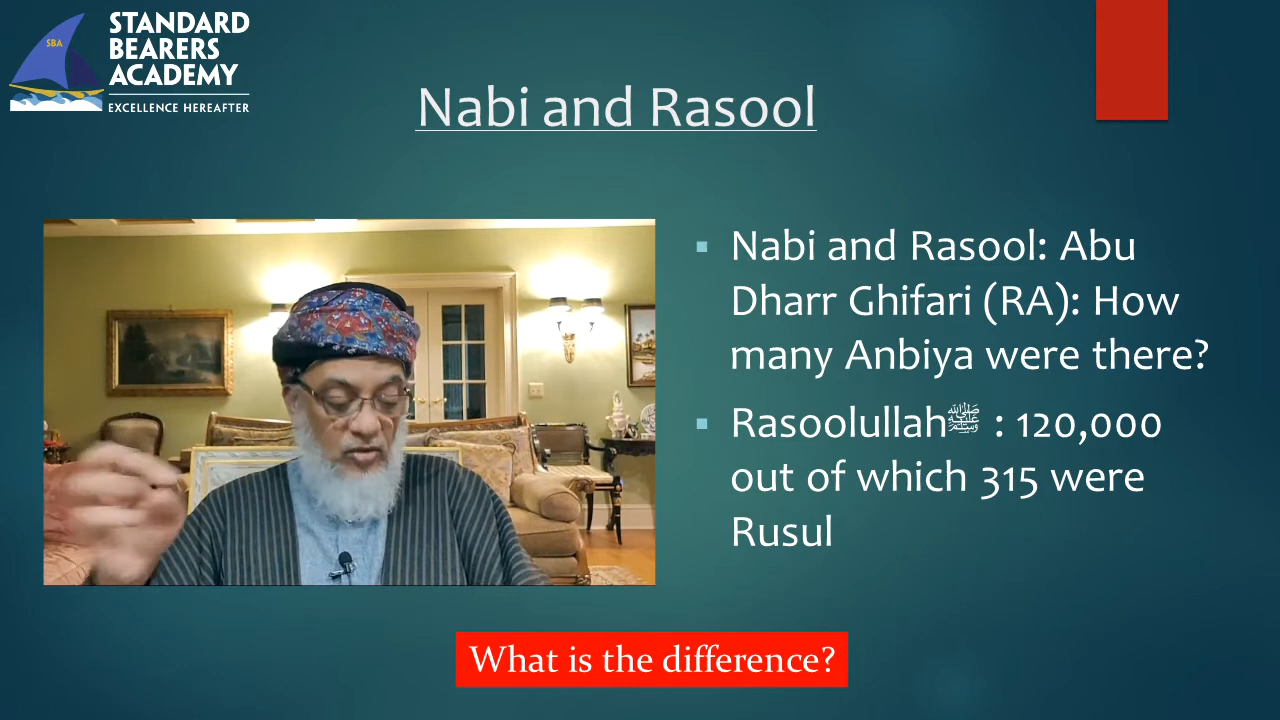 STANDARD
BEARERS
ACADEMY
SBA
EXCELLENCE HEREAFTER
Nabi and Rasool
Nabi and Rasool: Abu
Dharr Ghifari (RA): How
many Anbiya were there?
Rasoolullahﷺ : 120,000
out of which 315 were
Rusul
What is the difference?